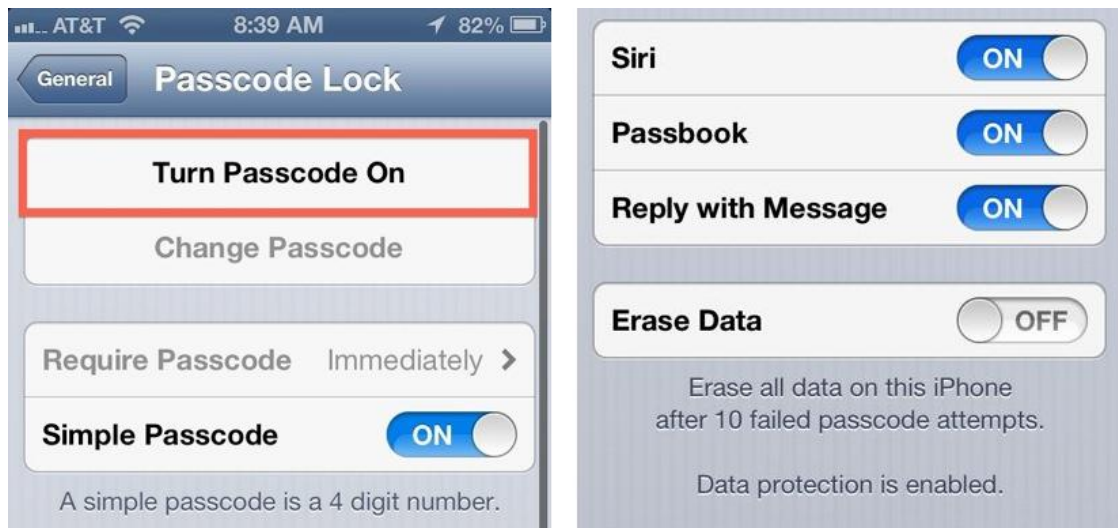 AT&T 8:39 AM 82%
General Passcode Lock
Turn Passcode On
Change Passcode
Require Passcode Immediately >
Simple Passcode ON
A simple passcode is a 4 digit number.
Siri ON
Passbook ON
Reply with Message ON
Erase Data OFF
Erase all data on this iPhone
after 10 failed passcode attempts.
Data protection is enabled.